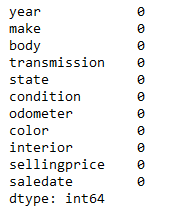 year 0
make 0
body 0
transmission 0
state 0
condition 0
odometer 0
color 0
interior 0
sellingprice 0
saledate 0
dtype: int64